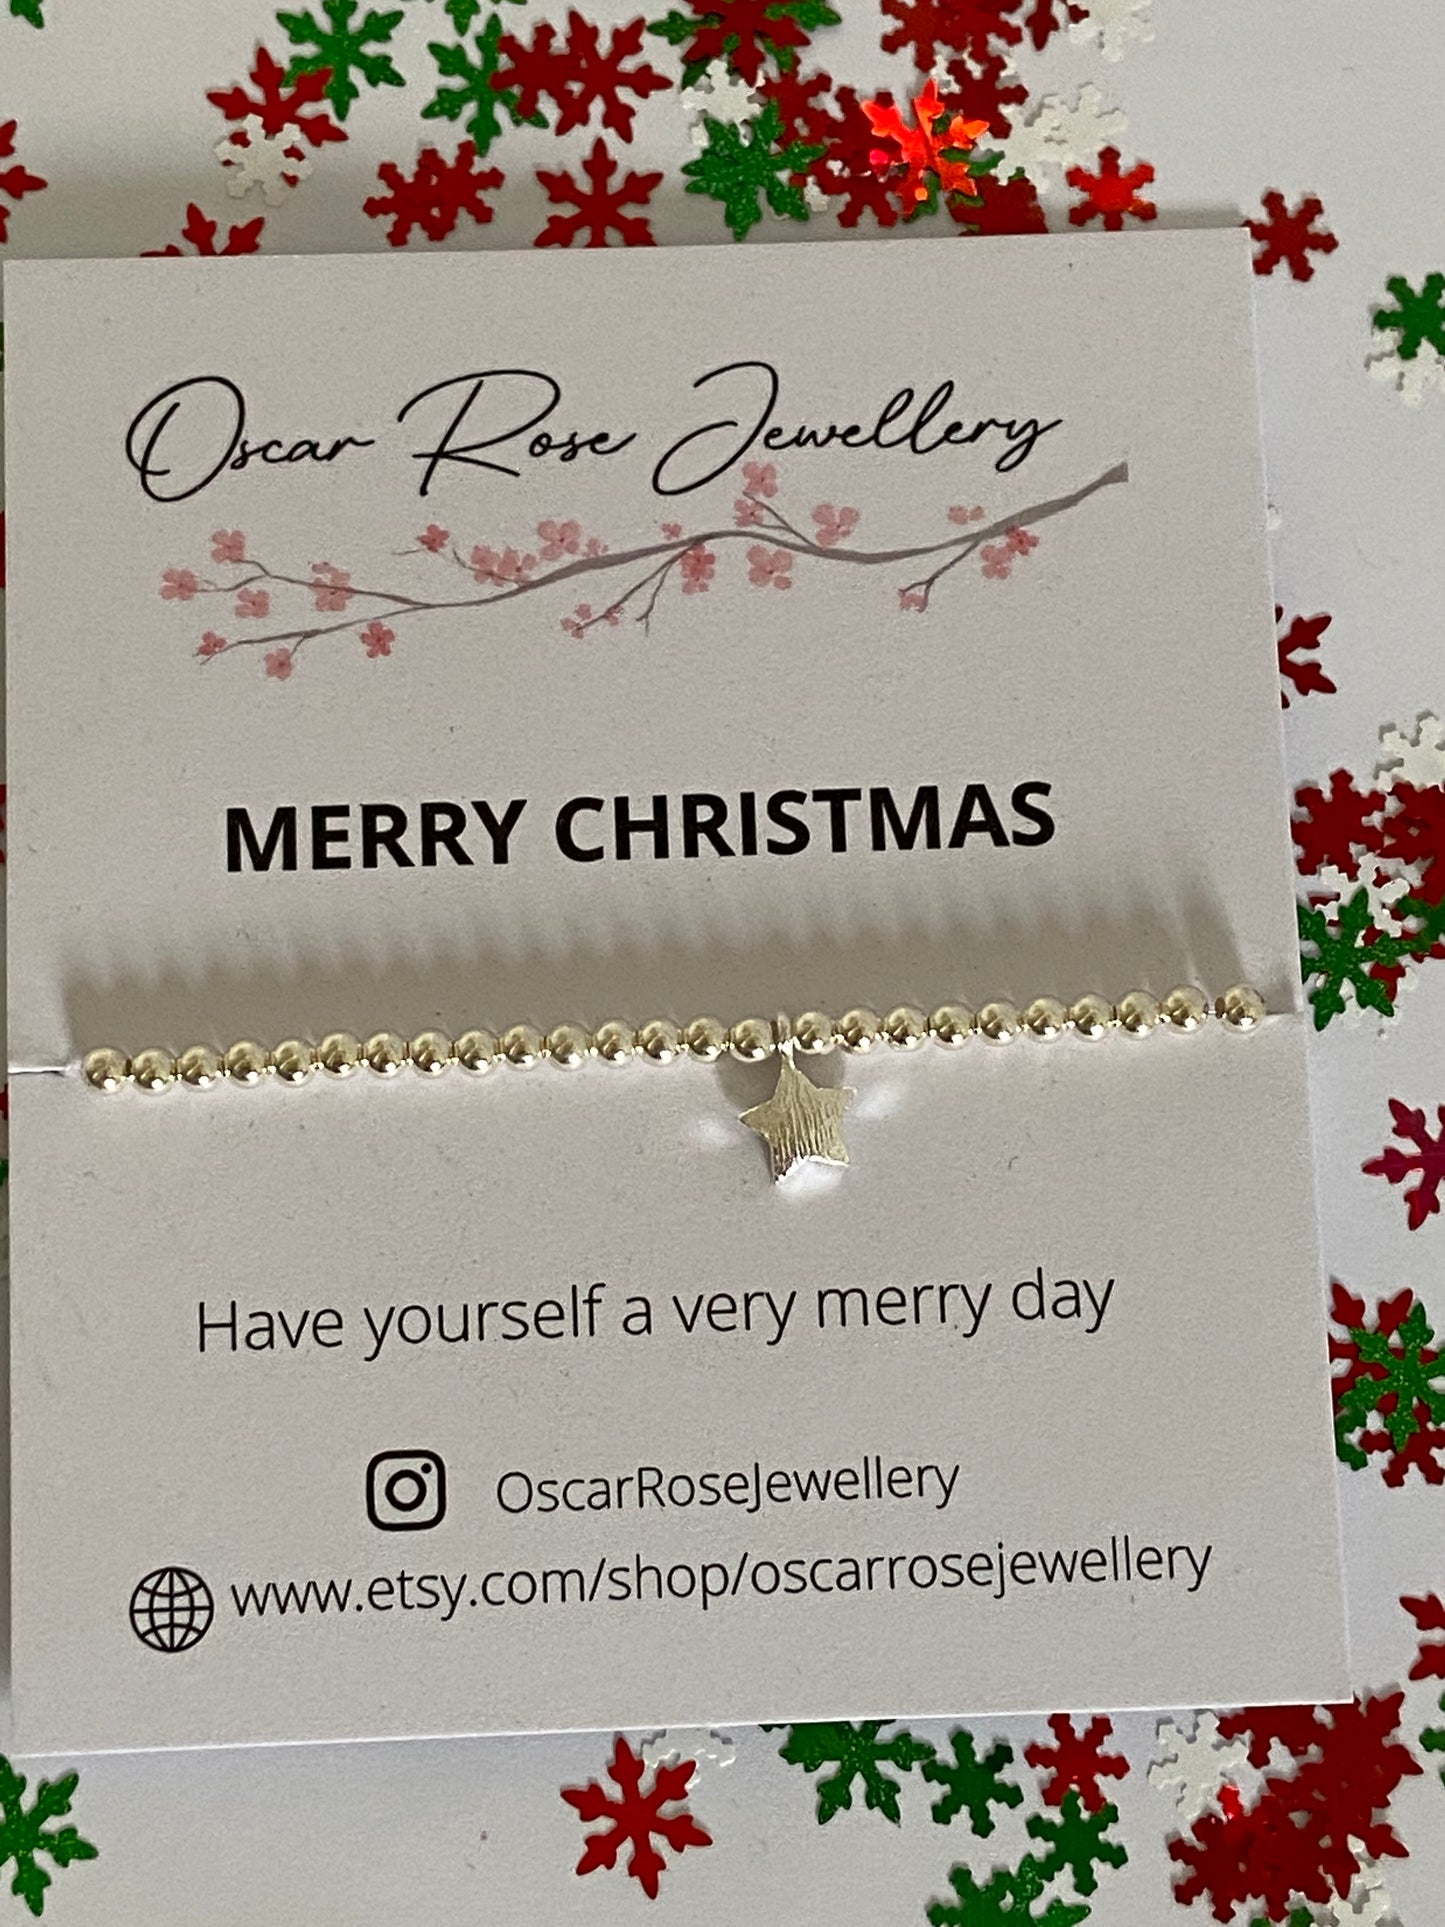 Oscar Rose Jewellery
MERRY CHRISTMAS
Have yourself a very merry day
OscarRoseJewellery
www.etsy.com/shop/oscarrosejewellery